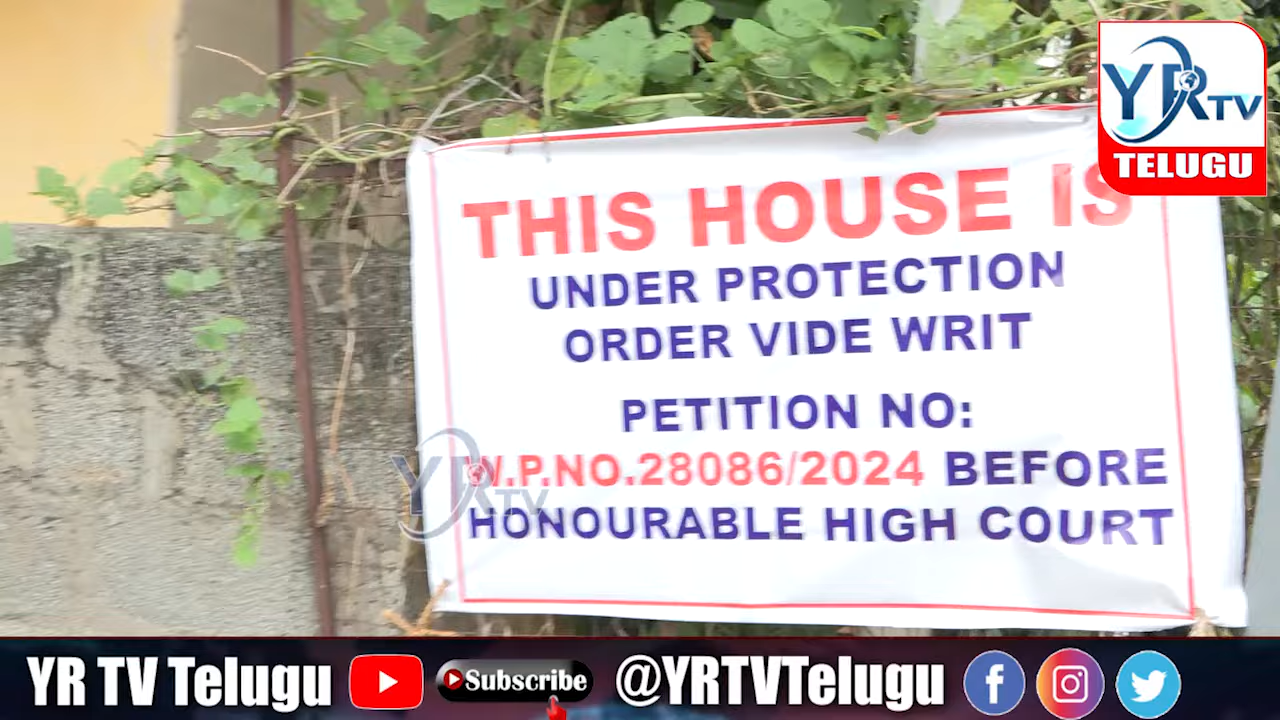 YRTV
TELUGU
THIS HOUSE IS
UNDER PROTECTION
ORDER VIDE WRIT
PETITION NO:
W.P.NO.28086/2024 BEFORE
HONOURABLE HIGH COURT
YRTV
YR TV Telugu
Subscribe
@YRTVTelugu